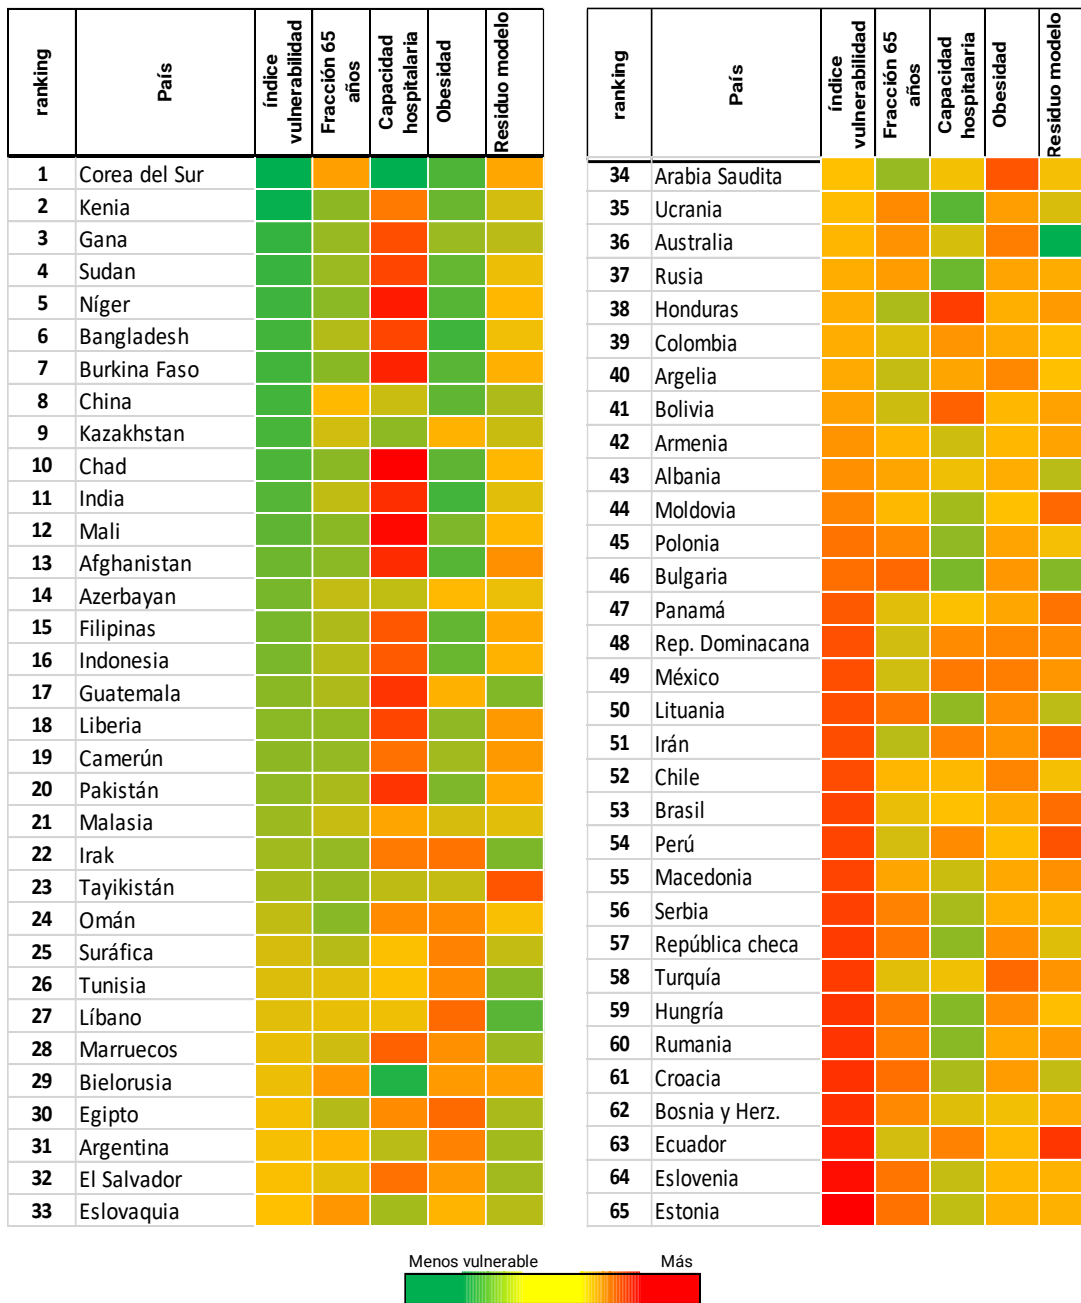 ranking País índice vulnerabilidad Fracción 65 años Capacidad hospitalaria Obesidad Residuo modelo
1 Corea del Sur
2 Kenia
3 Gana
4 Sudan
5 Níger
6 Bangladesh
7 Burkina Faso
8 China
9 Kazakhstan
10 Chad
11 India
12 Mali
13 Afghanistan
14 Azerbayan
15 Filipinas
16 Indonesia
17 Guatemala
18 Liberia
19 Camerún
20 Pakistán
21 Malasia
22 Irak
23 Tayikistán
24 Omán
25 Suráfica
26 Tunisia
27 Líbano
28 Marruecos
29 Bielorusia
30 Egipto
31 Argentina
32 El Salvador
33 Eslovaquia
ranking País índice vulnerabilidad Fracción 65 años Capacidad hospitalaria Obesidad Residuo modelo
34 Arabia Saudita
35 Ucrania
36 Australia
37 Rusia
38 Honduras
39 Colombia
40 Argelia
41 Bolivia
42 Armenia
43 Albania
44 Moldovia
45 Polonia
46 Bulgaria
47 Panamá
48 Rep. Dominacana
49 México
50 Lituania
51 Irán
52 Chile
53 Brasil
54 Perú
55 Macedonia
56 Serbia
57 República checa
58 Turquía
59 Hungría
60 Rumania
61 Croacia
62 Bosnia y Herz.
63 Ecuador
64 Eslovenia
65 Estonia
Menos vulnerable Más